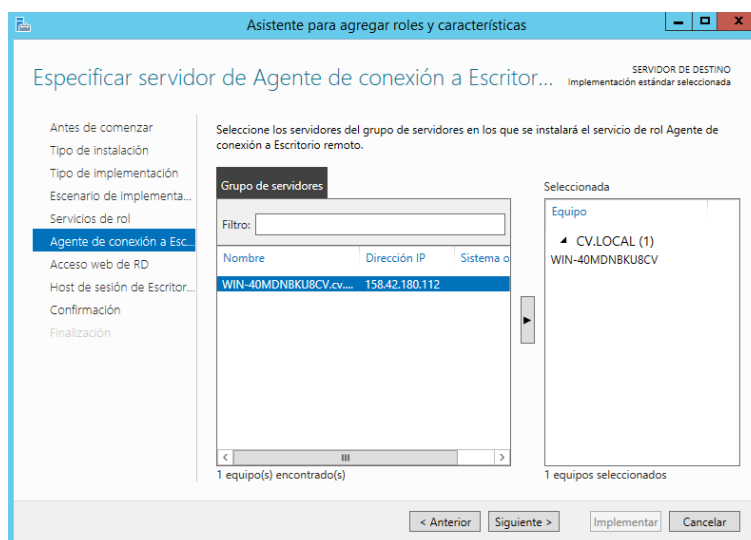 Asistente para agregar roles y características
Especificar servidor de Agente de conexión a Escritor...
SERVIDOR DE DESTINO
Implementación estándar seleccionada
Antes de comenzar
Tipo de instalación
Tipo de implementación
Escenario de implementa...
Servicios de rol
Agente de conexión a Esc...
Acceso web de RD
Host de sesión de Escritor...
Confirmación
Finalización
Seleccione los servidores del grupo de servidores en los que se instalará el servicio de rol Agente de
conexión a Escritorio remoto.
Grupo de servidores
Filtro:
Nombre Dirección IP Sistema o
WIN-40MDNBKU8CV.cv.... 158.42.180.112
1 equipo(s) encontrado(s)
Seleccionada
Equipo
CV.LOCAL (1)
WIN-40MDNBKU8CV
1 equipos seleccionados
< Anterior Siguiente > Implementar Cancelar